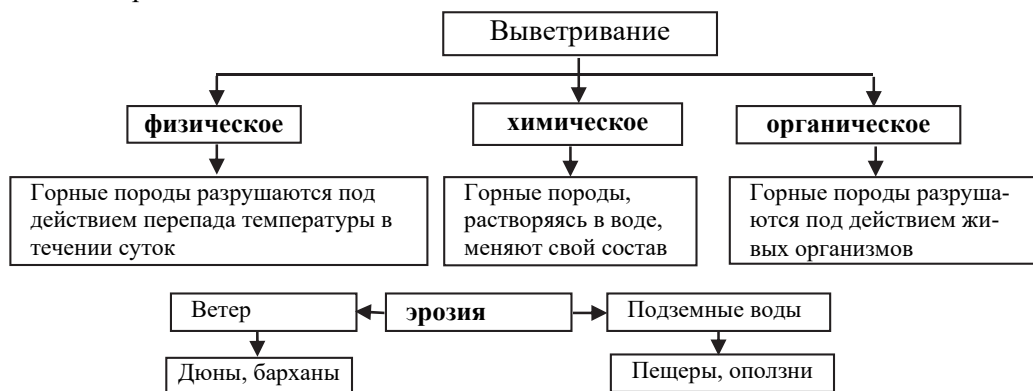 Выветривание
физическое
химическое
органическое
Горные породы разрушаются под
действием перепада температуры в
течении суток
Горные породы,
растворяясь в воде,
меняют свой состав
Горные породы разруша-
ются под действием жи-
вых организмов
Ветер
эрозия
Подземные воды
Дюны, барханы
Пещеры, оползни